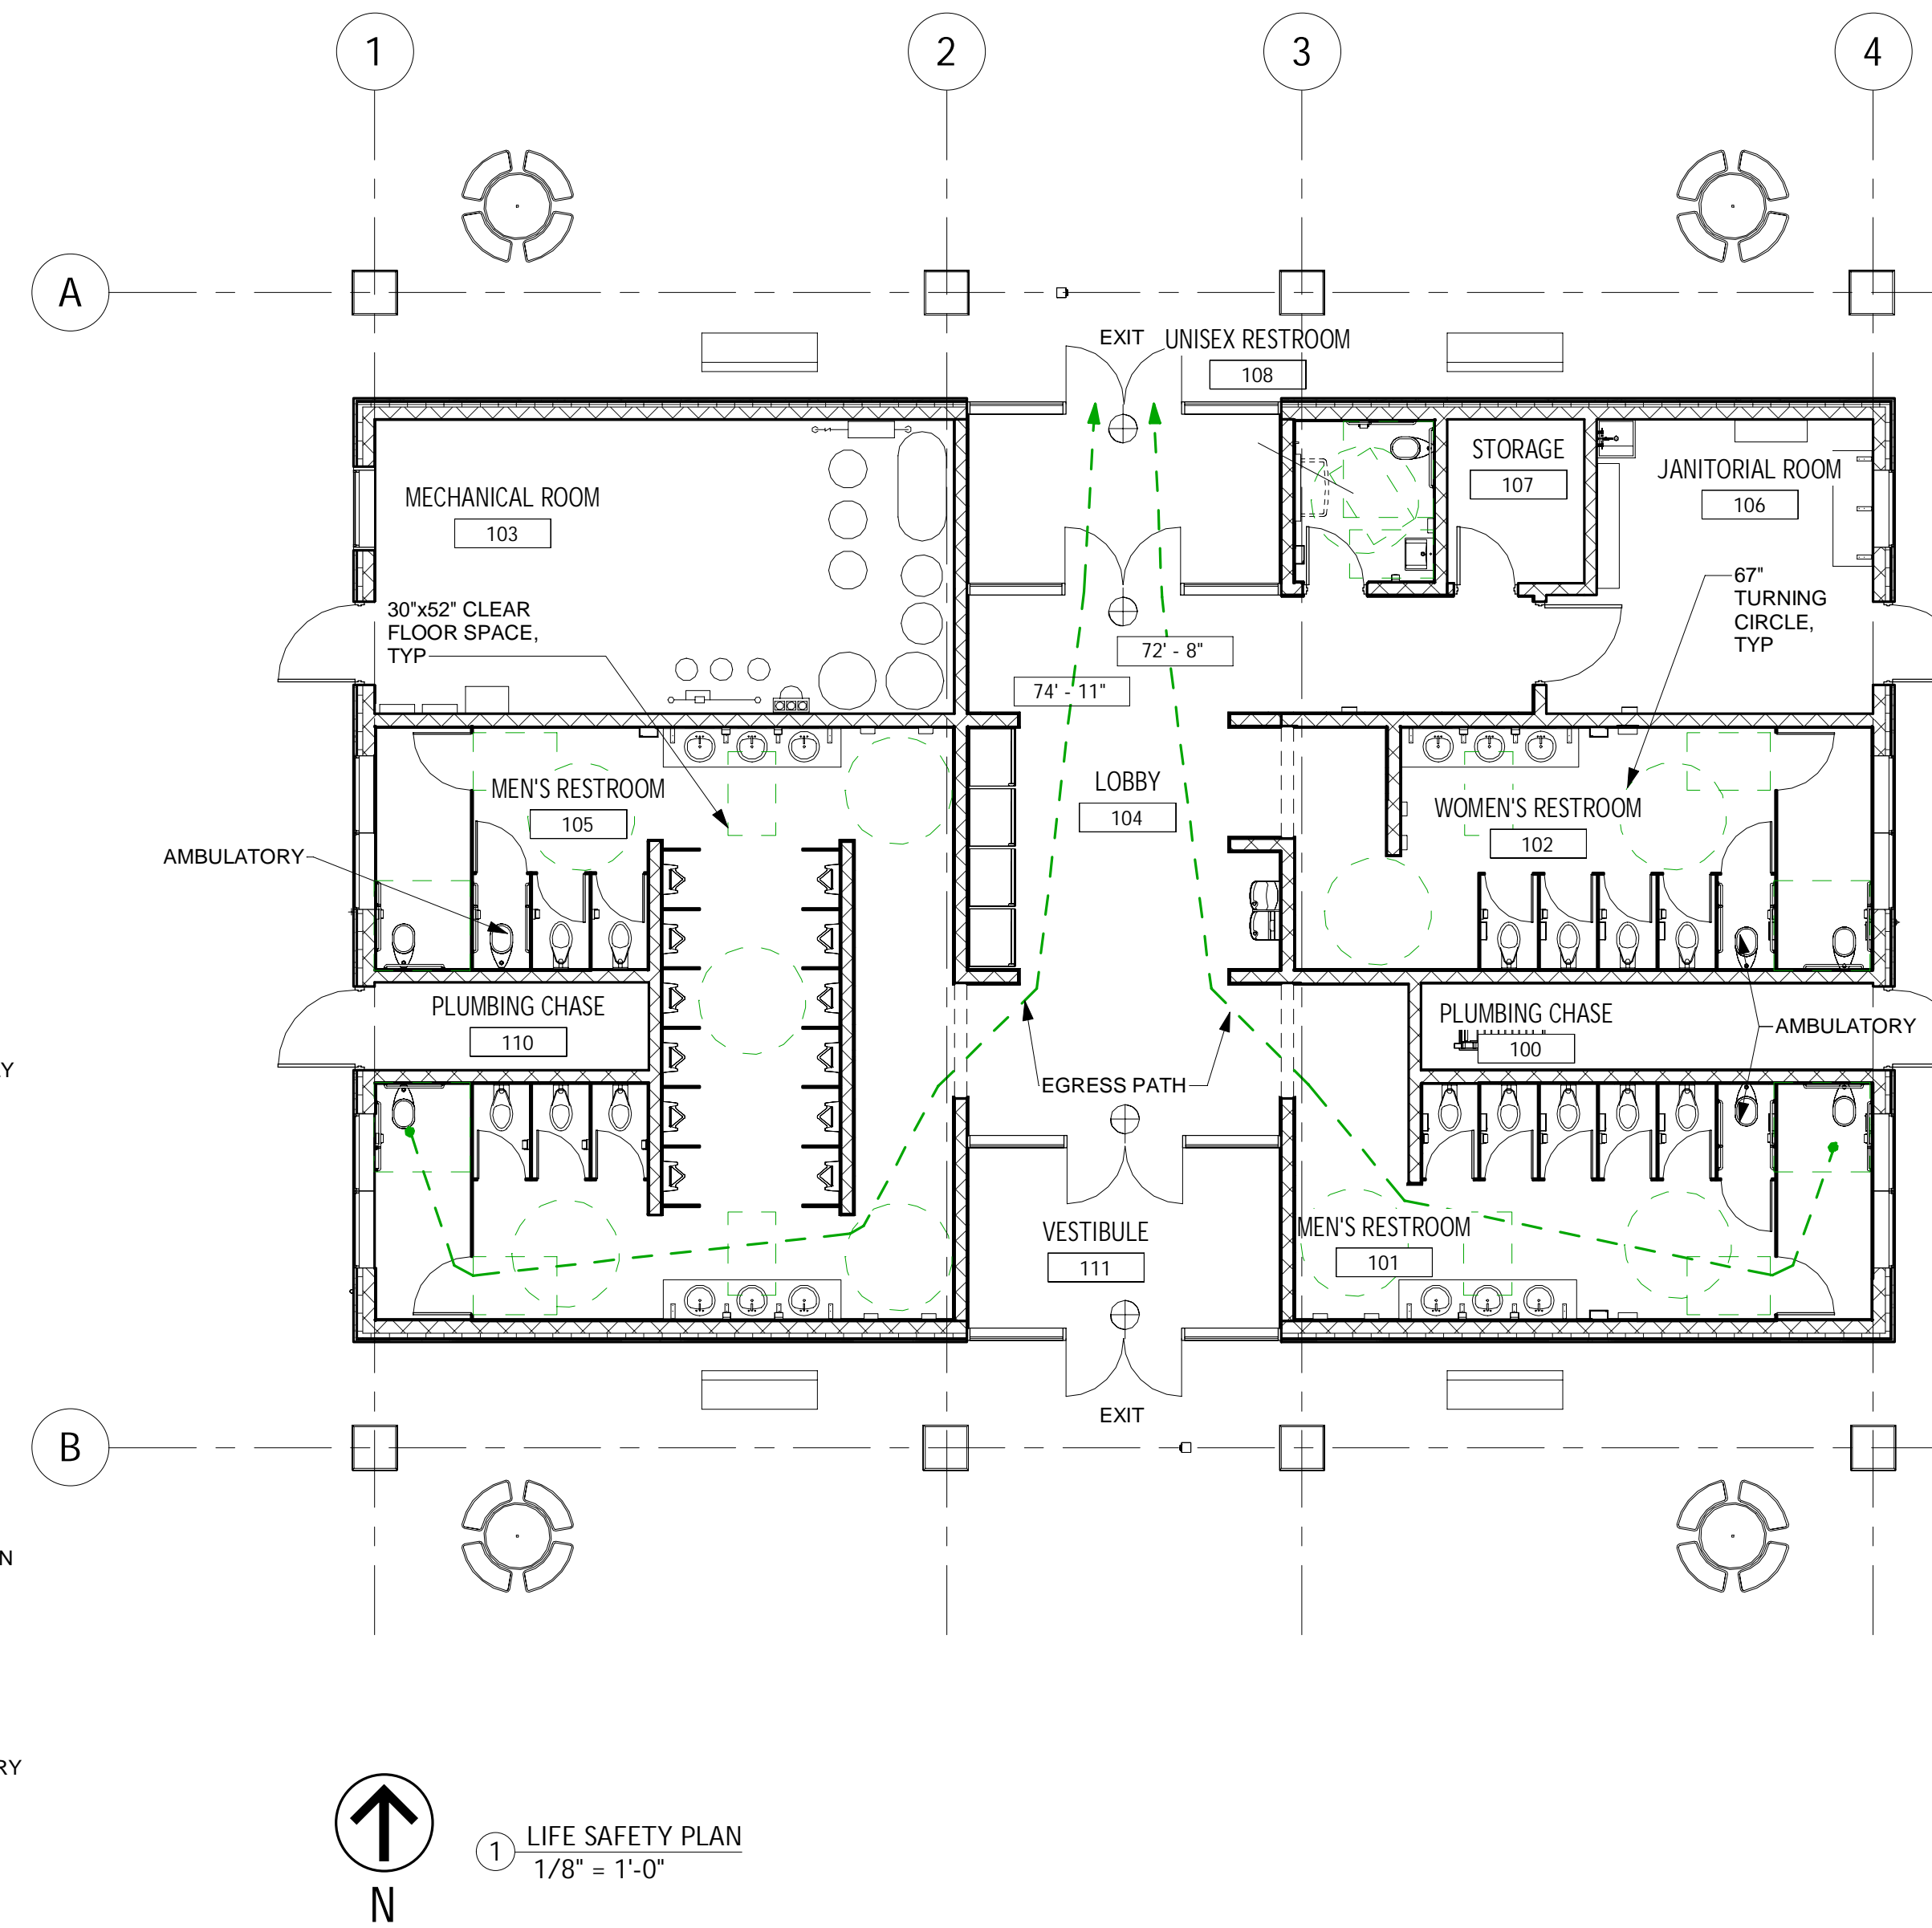 1
2
3
4
A
EXIT
UNISEX RESTROOM
108
STORAGE
107
JANITORIAL ROOM
106
MECHANICAL ROOM
103
67"
TURNING
CIRCLE,
TYP
30"x52" CLEAR
FLOOR SPACE,
TYP
72' - 8"
74' - 11"
MEN'S RESTROOM
105
LOBBY
104
WOMEN'S RESTROOM
102
AMBULATORY
PLUMBING CHASE
110
PLUMBING CHASE
100
AMBULATORY
EGRESS PATH
VESTIBULE
111
MEN'S RESTROOM
101
EXIT
B
N
1
LIFE SAFETY PLAN
1/8" = 1'-0"